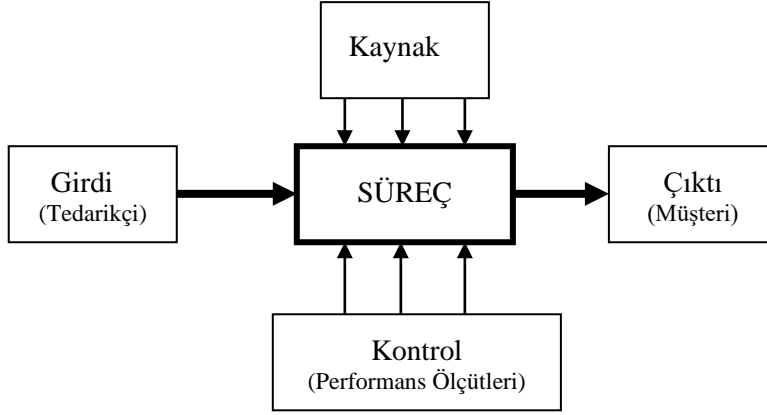 Kaynak
Girdi
(Tedarikçi)
SÜREÇ
Çıktı
(Müşteri)
Kontrol
(Performans Ölçütleri)